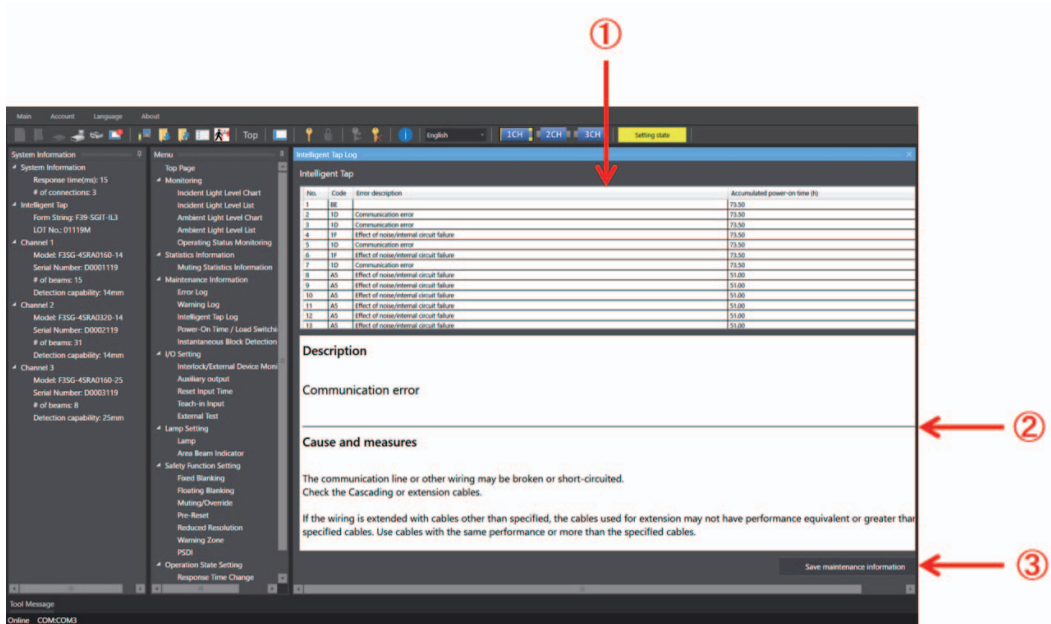 ①
Main Account Language About
Top English 1CH 2CH 3CH Setting state
System Information
System Information
Response time(ms): 15
# of connections: 3
Intelligent Tap
Form String: F39-SGIT-IL3
LOT No.: 01119M
Channel 1
Model: F3SG-4SRA0160-14
Serial Number: D0001119
# of beams: 15
Detection capability: 14mm
Channel 2
Model: F3SG-4SRA0320-14
Serial Number: D0002119
# of beams: 31
Detection capability: 14mm
Channel 3
Model: F3SG-4SRA0160-25
Serial Number: D0003119
# of beams: 8
Detection capability: 25mm
Menu
Top Page
Monitoring
Incident Light Level Chart
Incident Light Level List
Ambient Light Level Chart
Ambient Light Level List
Operating Status Monitoring
Statistics Information
Muting Statistics Information
Maintenance Information
Error Log
Warning Log
Intelligent Tap Log
Power-On Time / Load Switchi
Instantaneous Block Detection
I/O Setting
Interlock/External Device Moni
Auxiliary output
Reset Input Time
Teach-in Input
External Test
Lamp Setting
Lamp
Area Beam Indicator
Safety Function Setting
Fixed Blanking
Floating Blanking
Muting/Override
Pre-Reset
Reduced Resolution
Warning Zone
PSDI
Operation State Setting
Response Time Change
Intelligent Tap Log
Intelligent Tap
No. Code Error description Accumulated power-on time (h)
1 BE 73.50
2 1D Communication error 73.50
3 1D Communication error 73.50
4 1F Effect of noise/internal circuit failure 73.50
5 1D Communication error 73.50
6 1F Effect of noise/internal circuit failure 73.50
7 1D Communication error 73.50
8 A5 Effect of noise/internal circuit failure 51.00
9 A5 Effect of noise/internal circuit failure 51.00
10 A5 Effect of noise/internal circuit failure 51.00
11 A5 Effect of noise/internal circuit failure 51.00
12 A5 Effect of noise/internal circuit failure 51.00
13 A5 Effect of noise/internal circuit failure 51.00
Description
Communication error
②
Cause and measures
The communication line or other wiring may be broken or short-circuited.
Check the Cascading or extension cables.
If the wiring is extended with cables other than specified, the cables used for extension may not have performance equivalent or greater than
specified cables. Use cables with the same performance or more than the specified cables.
Save maintenance information
③
Tool Message
Online COM:COM3